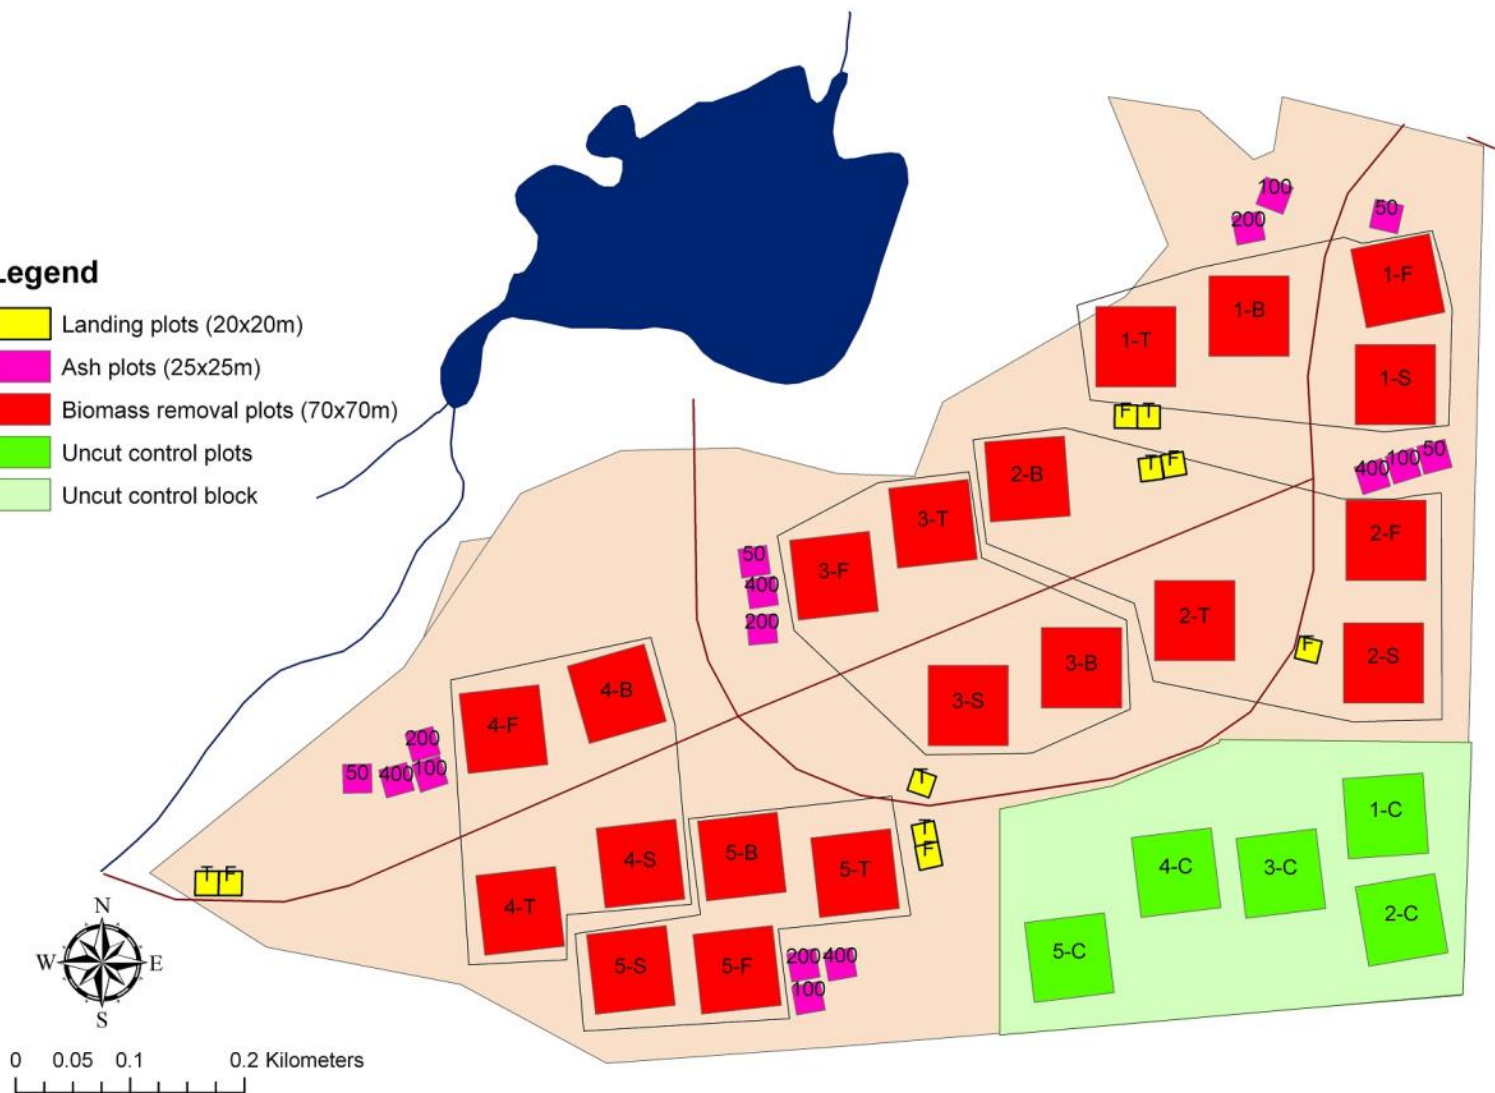 Legend
Landing plots (20x20m)
Ash plots (25x25m)
Biomass removal plots (70x70m)
Uncut control plots
Uncut control block
100
200
50
1-F
1-B
1-T
1-S
F T
T F
400 100 50
2-B
2-F
3-T
3-F
50
400
200
2-T
F
2-S
3-B
3-S
4-B
4-F
200
50 400 100
T
T
F
1-C
4-C
3-C
2-C
5-C
4-S
5-B
5-T
4-T
5-S
5-F
200 400
100
T F
N
W E
S
0 0.05 0.1 0.2 Kilometers